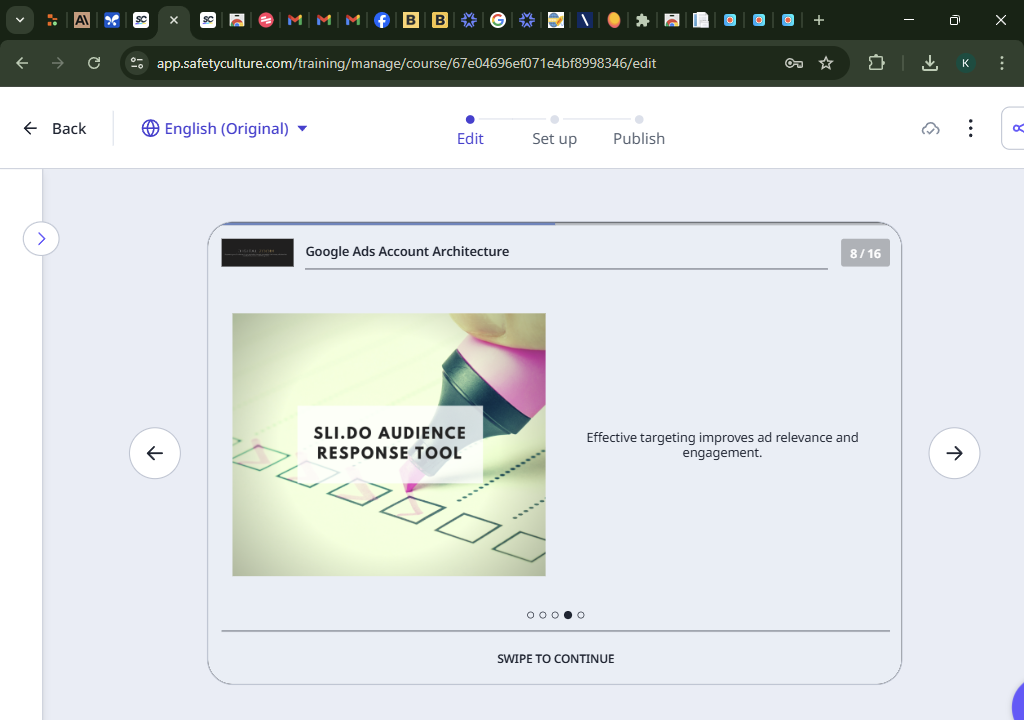 app.safetyculture.com/training/manage/course/67e04696ef071e4bf8998346/edit
K
Back
English (Original)
Edit
Set up
Publish
Google Ads Account Architecture
8 / 16
SLI.DO AUDIENCE
RESPONSE TOOL
Effective targeting improves ad relevance and
engagement.
SWIPE TO CONTINUE